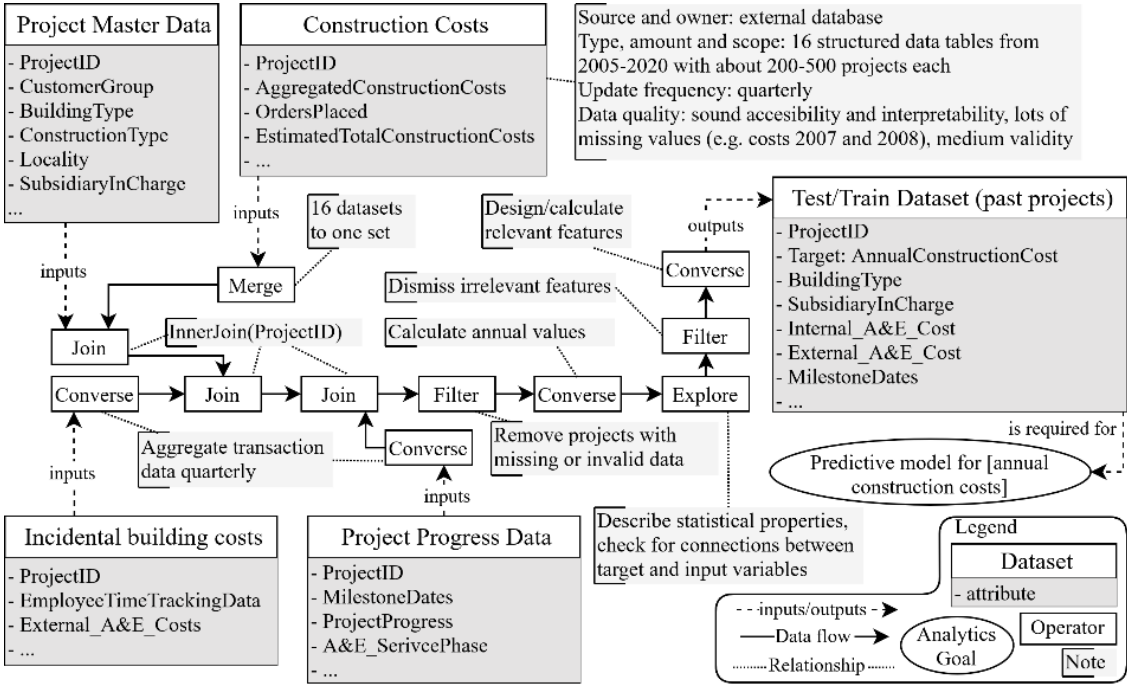 Project Master Data
- ProjectID
- CustomerGroup
- BuildingType
- ConstructionType
- Locality
- SubsidiaryInCharge
...
Construction Costs
- ProjectID
- AggregatedConstructionCosts
- OrdersPlaced
- EstimatedTotalConstructionCosts
- ...
Source and owner: external database
Type, amount and scope: 16 structured data tables from
2005-2020 with about 200-500 projects each
Update frequency: quarterly
Data quality: sound accesibility and interpretability, lots of
missing values (e.g. costs 2007 and 2008), medium validity
inputs
inputs
16 datasets
to one set
Merge
Join
InnerJoin(ProjectID)
Converse
Join
Join
Filter
Converse
Explore
Calculate annual values
Dismiss irrelevant features
Filter
Design/calculate
relevant features
Converse
outputs
Test/Train Dataset (past projects)
- ProjectID
- Target: AnnualConstructionCost
- BuildingType
- SubsidiaryInCharge
- Internal_A&E_Cost
- External_A&E_Cost
- MilestoneDates
- ...
is required for
Predictive model for [annual
construction costs]
Aggregate transaction
data quarterly
Converse
inputs
inputs
Remove projects with
missing or invalid data
Describe statistical properties,
check for connections between
target and input variables
Incidental building costs
- ProjectID
- EmployeeTimeTrackingData
- External_A&E_Costs
- ...
Project Progress Data
- ProjectID
- MilestoneDates
- ProjectProgress
- A&E_SerivcePhase
- ...
Legend
Dataset
- attribute
inputs/outputs
Data flow
Relationship
Analytics
Goal
Operator
Note